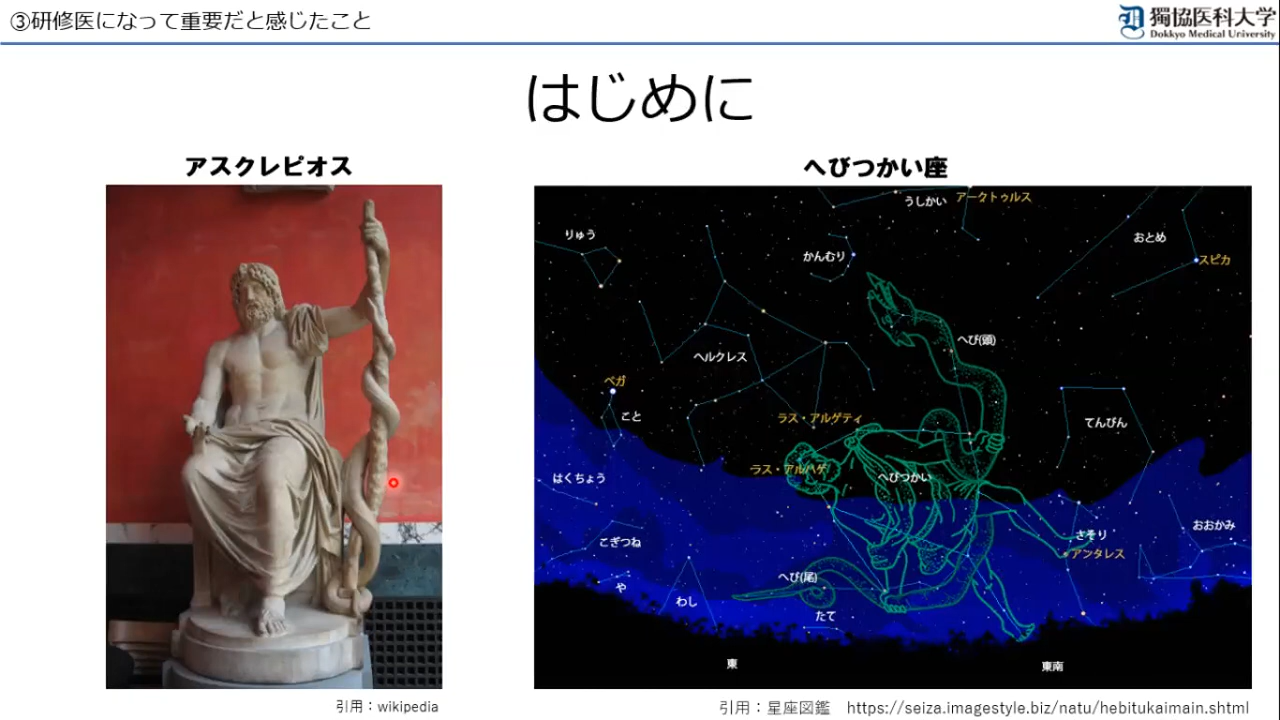 ③研修医になって重要だと感じたこと
獨協医科大学
Dokkyo Medical University
はじめに
アスクレピオス
へびつかい座
うしかい
アークトゥルス
りゅう
おとめ
かんむり
スピカ
へび(頭)
ヘルクレス
ベガ
こと
ラス・アルゲティ
てんびん
ラス・アルハゲ
へびつかい
はくちょう
おおかみ
さそり
こぎつね
アンタレス
へび(尾)
や
わし
たて
東
東南
引用：wikipedia
引用：星座図鑑 https://seiza.imagestyle.biz/natu/hebitukaimain.shtml